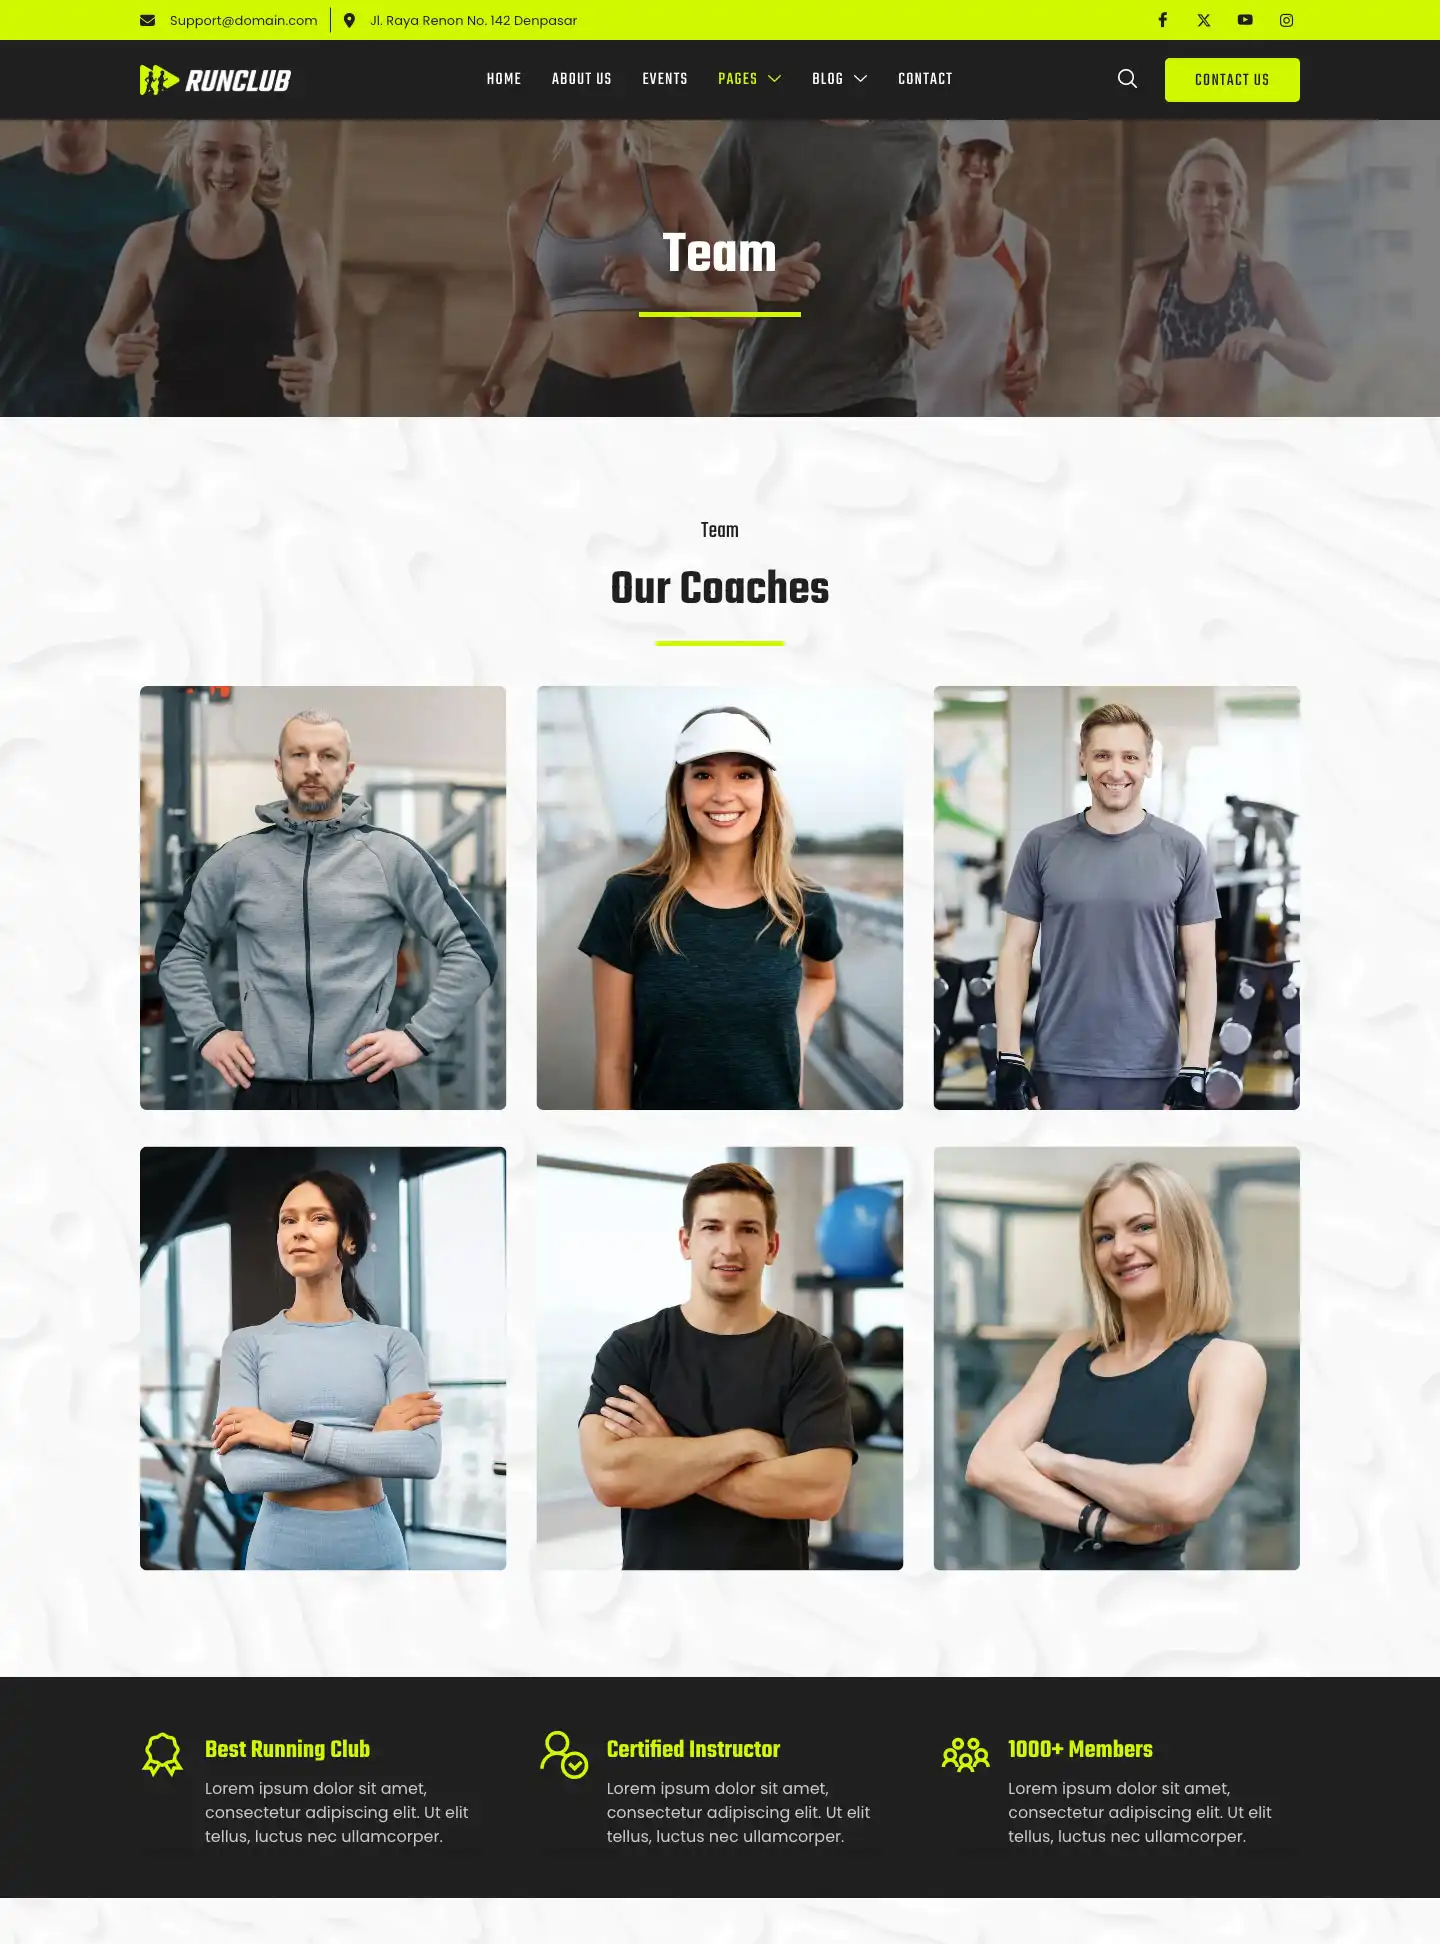 Support@domain.com
Jl. Raya Renon No. 142 Denpasar
RUNCLUB
HOME
ABOUT US
EVENTS
PAGES
BLOG
CONTACT
CONTACT US
Team
Team
Our Coaches
Best Running Club
Lorem ipsum dolor sit amet,
consectetur adipiscing elit. Ut elit
tellus, luctus nec ullamcorper.
Certified Instructor
Lorem ipsum dolor sit amet,
consectetur adipiscing elit. Ut elit
tellus, luctus nec ullamcorper.
1000+ Members
Lorem ipsum dolor sit amet,
consectetur adipiscing elit. Ut elit
tellus, luctus nec ullamcorper.